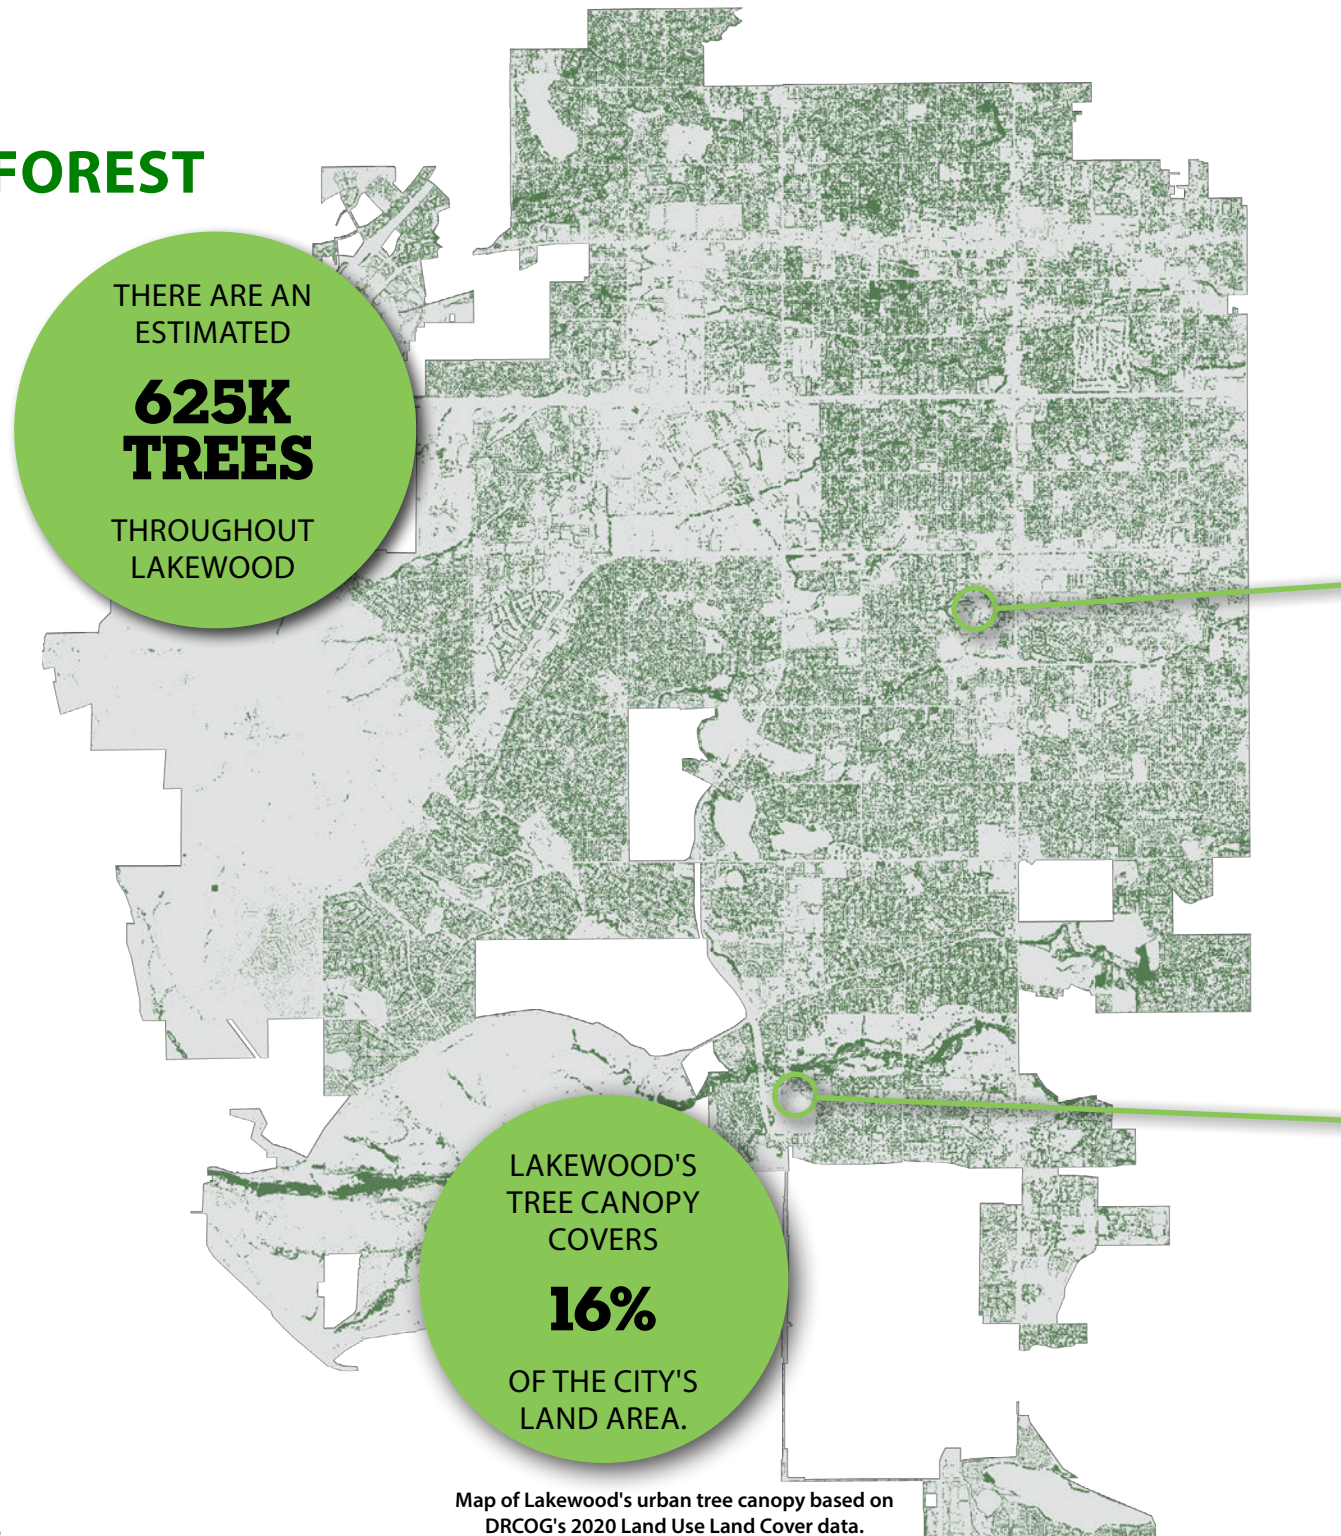 FOREST
THERE ARE AN
ESTIMATED
625K
TREES
THROUGHOUT
LAKEWOOD
LAKEWOOD'S
TREE CANOPY
COVERS
16%
OF THE CITY'S
LAND AREA.
Map of Lakewood's urban tree canopy based on
DRCOG's 2020 Land Use Land Cover data.